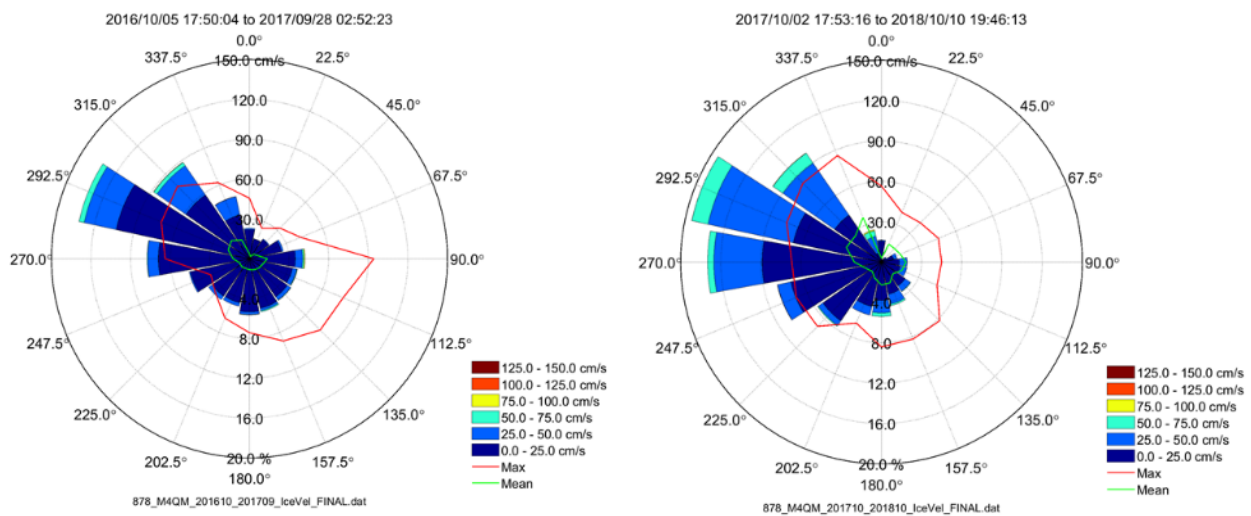 2016/10/05 17:50:04 to 2017/09/28 02:52:23
0.0°
150.0 cm/s
337.5°
22.5°
315.0°
45.0°
120.0
90.0
292.5°
67.5°
60.0
30.0
270.0°
90.0°
4.0
247.5°
112.5°
8.0
12.0
225.0°
135.0°
16.0
202.5°
157.5°
20.0 %
180.0°
125.0 - 150.0 cm/s
100.0 - 125.0 cm/s
75.0 - 100.0 cm/s
50.0 - 75.0 cm/s
25.0 - 50.0 cm/s
0.0 - 25.0 cm/s
Max
Mean
878_M4QM_201610_201709_IceVel_FINAL.dat
2017/10/02 17:53:16 to 2018/10/10 19:46:13
0.0°
150.0 cm/s
337.5°
22.5°
315.0°
45.0°
120.0
90.0
292.5°
67.5°
60.0
30.0
270.0°
90.0°
4.0
247.5°
112.5°
8.0
12.0
225.0°
135.0°
16.0
202.5°
157.5°
20.0 %
180.0°
125.0 - 150.0 cm/s
100.0 - 125.0 cm/s
75.0 - 100.0 cm/s
50.0 - 75.0 cm/s
25.0 - 50.0 cm/s
0.0 - 25.0 cm/s
Max
Mean
878_M4QM_201710_201810_IceVel_FINAL.dat